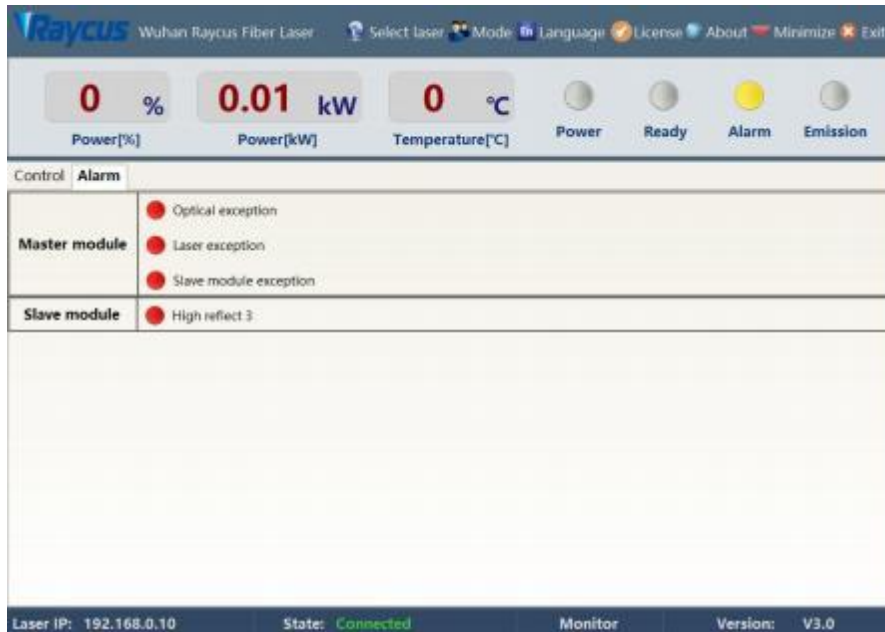 Raycus Wuhan Raycus Fiber Laser Select laser Mode En Language License About Minimize Exit
0 % 0.01 kW 0 ℃
Power[%] Power[kW] Temperature[℃] Power Ready Alarm Emission
Control Alarm
Optical exception
Master module Laser exception
Slave module exception
Slave module High reflect 3
Laser IP: 192.168.0.10 State: Connected Monitor Version: V3.0